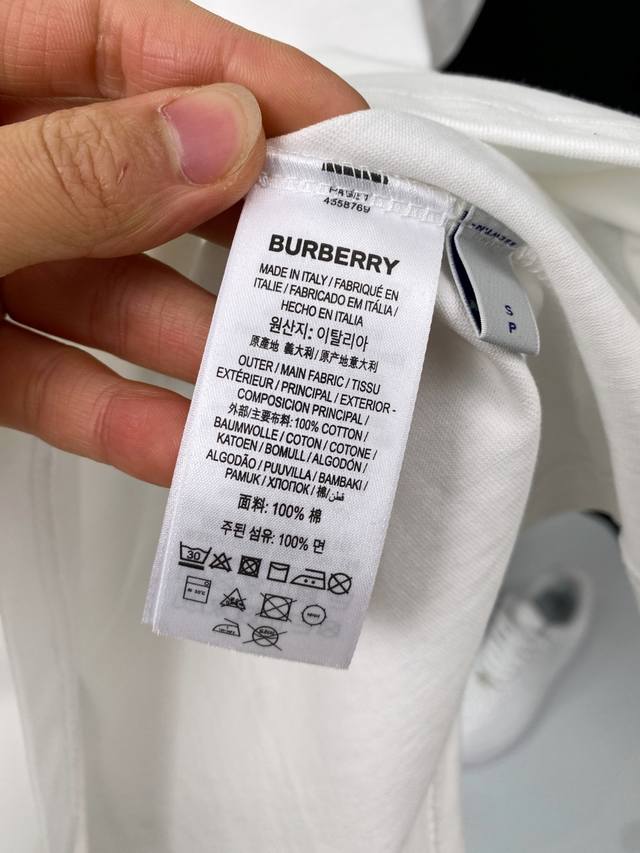 4558769
BURBERRY
MADE IN ITALY / FABRIQUÉ EN
ITALIE / FABRICADO EM ITÁLIA /
HECHO EN ITALIA
원산지: 이탈리아
原產地 義大利 / 原产地意大利
OUTER / MAIN FABRIC / TISSU
EXTÉRIEUR / PRINCIPAL / EXTERIOR -
COMPOSICION PRINCIPAL /
外部/主要布料: 100% COTTON /
BAUMWOLLE / COTON / COTONE /
KATOEN / BOMULL / ALGODÓN /
ALGODÃO / PUUVILLA / BAMBAKI /
PAMUK / ХЛОПОК / 棉/قطن
面料: 100% 棉
주된 섬유: 100% 면
30
S
P